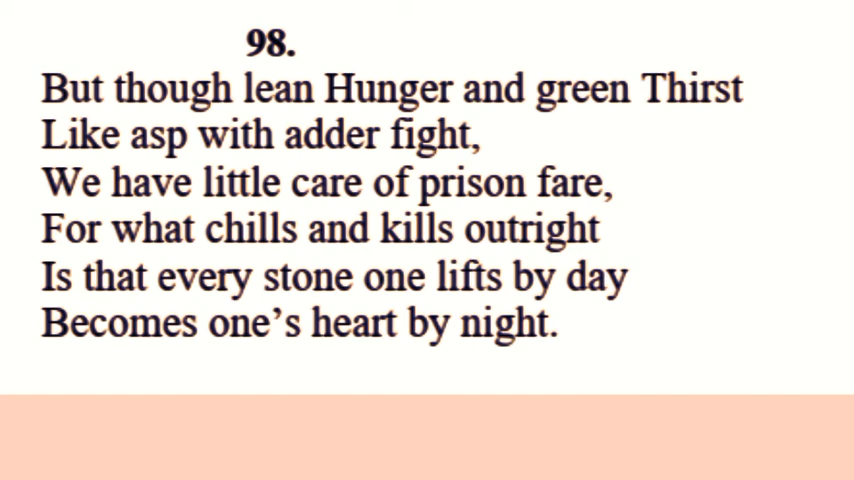 98.
But though lean Hunger and green Thirst
Like asp with adder fight,
We have little care of prison fare,
For what chills and kills outright
Is that every stone one lifts by day
Becomes one’s heart by night.